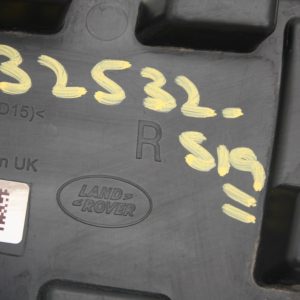 32532.
D15)<
R
S19
n UK
LAND
ROVER